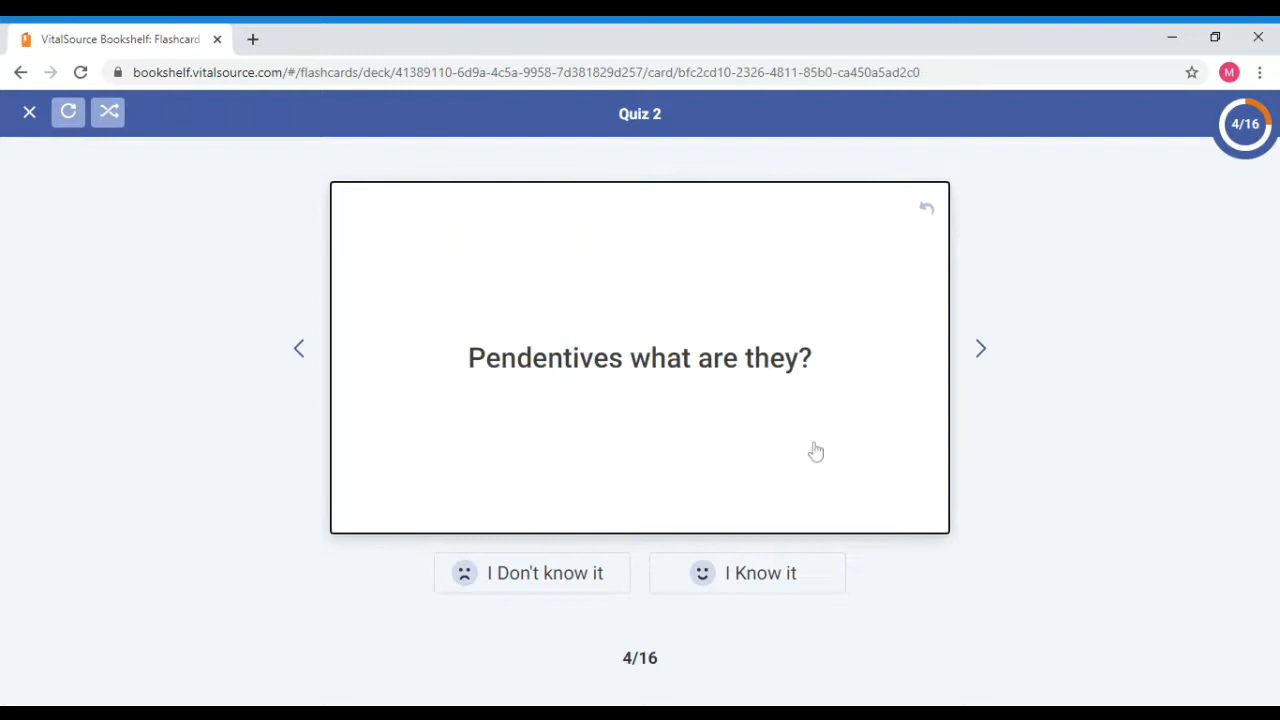 VitalSource Bookshelf: Flashcard
bookshelf.vitalsource.com/#/flashcards/deck/41389110-6d9a-4c5a-9958-7d381829d257/card/bfc2cd10-2326-4811-85b0-ca450a5ad2c0
M
Quiz 2
4/16
Pendentives what are they?
I Don't know it
I Know it
4/16